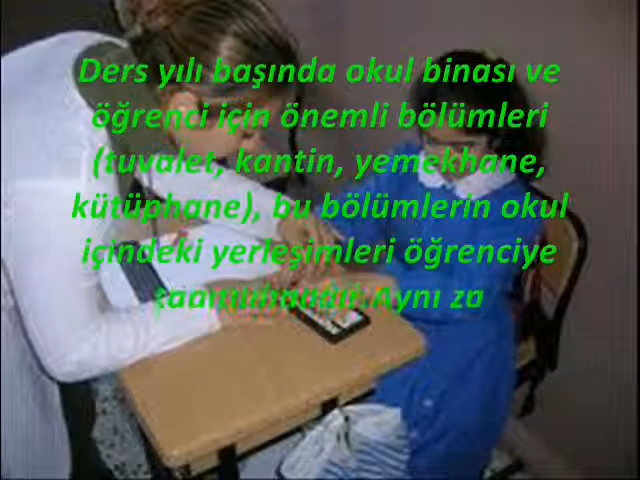 Ders yılı başında okul binası ve
öğrenci için önemli bölümleri
(tuvalet, kantin, yemekhane,
kütüphane), bu bölümlerin okul
içindeki yerleşimleri öğrenciye
tanıtılmalıdır.Aynı za